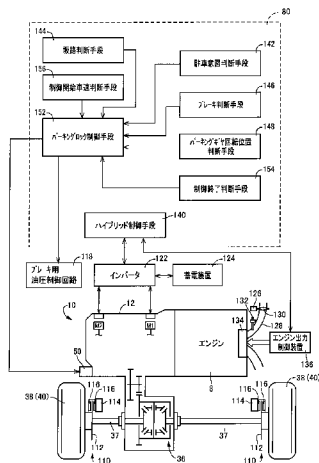 80
144
坂路判断手段
156
制御開始車速判断手段
152
パーキングロック制御手段
142
駐車意図判断手段
146
ブレーキ判断手段
148
パーキングギヤ回転位置
判断手段
154
制御終了判断手段
140
ハイブリッド制御手段
118
ブレーキ用
油圧制御回路
122
インバータ
124
蓄電装置
10
12
M2
M1
エンジン
8
50
126
132
130
128
134
エンジン出力
制御装置
136
38 (40)
116
116
114
112
110
37
36
37
38 (40)
116
116
114
112
110